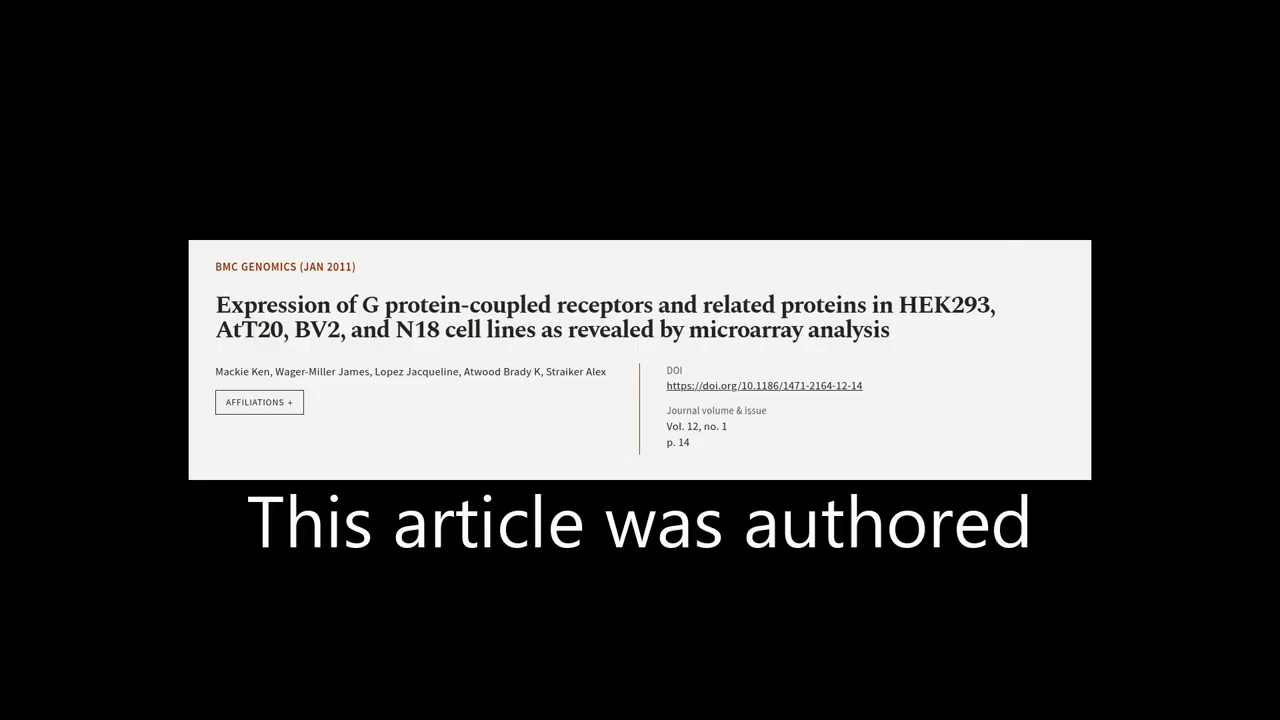 BMC GENOMICS (JAN 2011)
Expression of G protein-coupled receptors and related proteins in HEK293,
AtT20, BV2, and N18 cell lines as revealed by microarray analysis
Mackie Ken, Wager-Miller James, Lopez Jacqueline, Atwood Brady K, Straiker Alex
AFFILIATIONS +
DOI
https://doi.org/10.1186/1471-2164-12-14
Journal volume & issue
Vol. 12, no. 1
p. 14
This article was authored